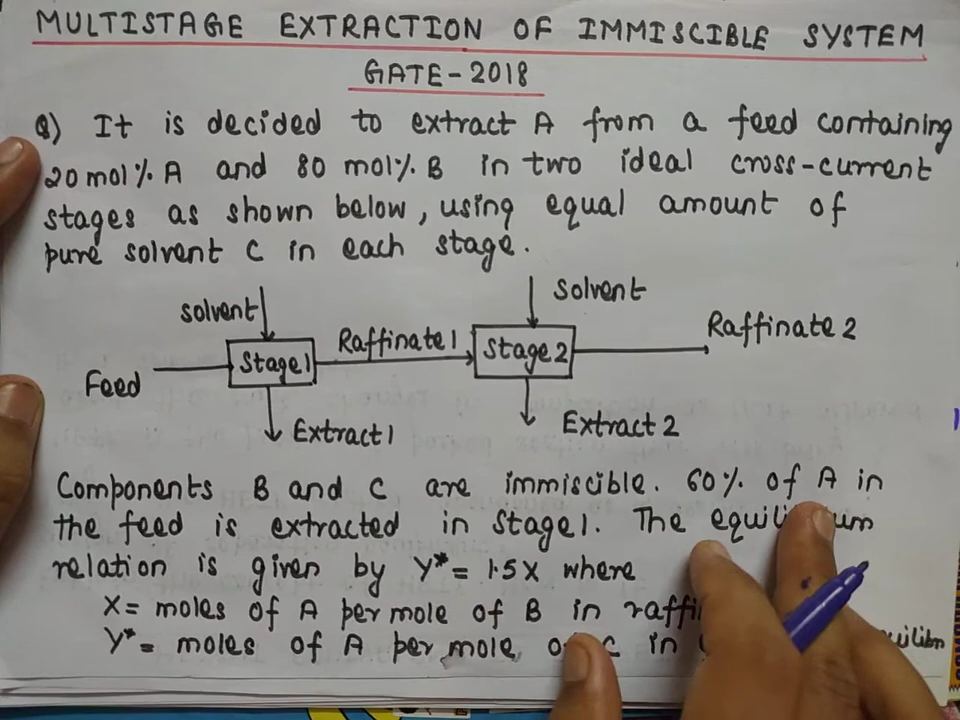 MULTISTAGE EXTRACTION OF IMMISCIBLE SYSTEM
GATE-2018
Q) It is decided to extract A from a feed containing
20 mol% A and 80 mol% B in two ideal cross-current
stages as shown below, using equal amount of
pure solvent C in each stage.
solvent
solvent
Raffinate 1
Raffinate 2
Stage 1
Stage 2
Feed
Extract 1
Extract 2
Components B and C are immiscible. 60% of A in
the feed is extracted in stage 1. The
relation is given by Y* = 1.5X where
X = moles of A per mole of B in
Y* = moles of A per mole C in